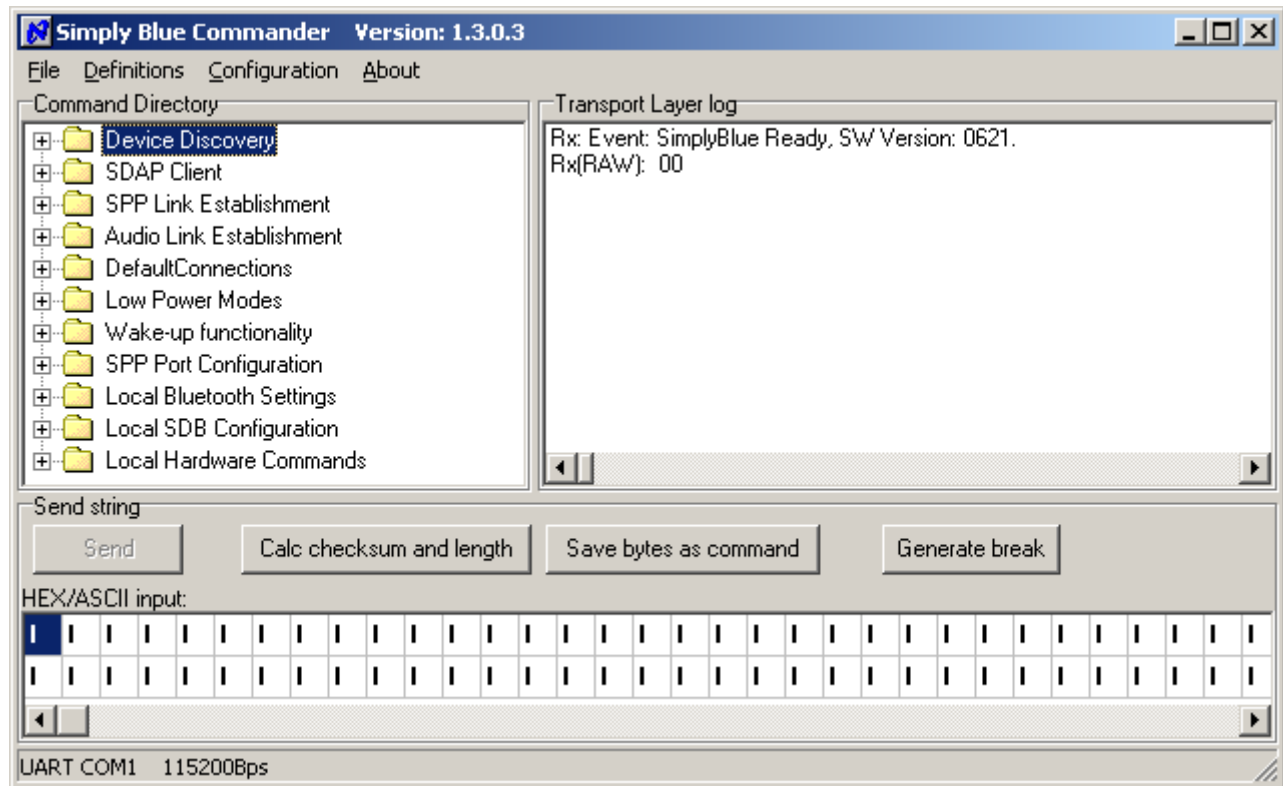 Simply Blue Commander Version: 1.3.0.3
File Definitions Configuration About
Command Directory
Device Discovery
SDAP Client
SPP Link Establishment
Audio Link Establishment
DefaultConnections
Low Power Modes
Wake-up functionality
SPP Port Configuration
Local Bluetooth Settings
Local SDB Configuration
Local Hardware Commands
Transport Layer log
Rx: Event: SimplyBlue Ready, SW Version: 0621.
Rx(RAW): 00
Send string
Send Calc checksum and length Save bytes as command Generate break
HEX/ASCII input:
I I I I I I I I I I I I I I I I I I I I I I I I I I I I I I I I I
I I I I I I I I I I I I I I I I I I I I I I I I I I I I I I I I I
UART COM1 115200Bps